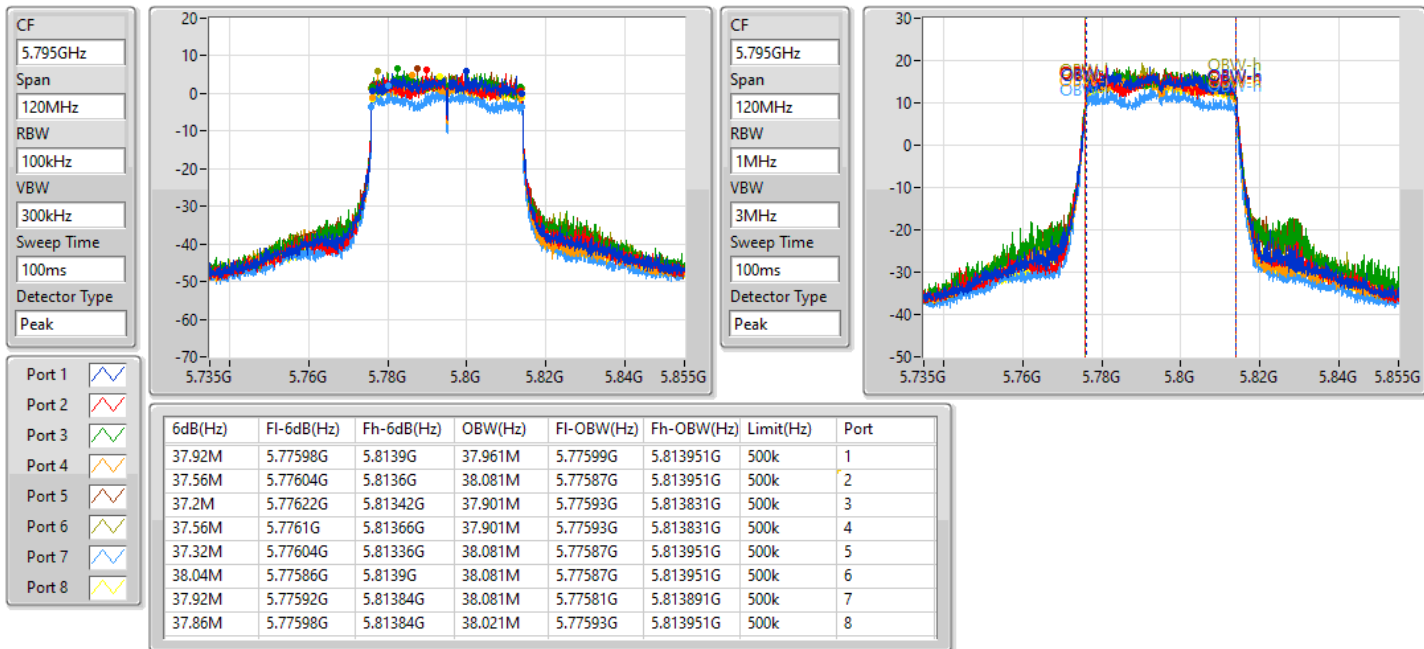 CF
5.795GHz
Span
120MHz
RBW
100kHz
VBW
300kHz
Sweep Time
100ms
Detector Type
Peak
20
10
0
-10
-20
-30
-40
-50
-60
-70
5.735G 5.76G 5.78G 5.8G 5.82G 5.84G 5.855G
CF
5.795GHz
Span
120MHz
RBW
1MHz
VBW
3MHz
Sweep Time
100ms
Detector Type
Peak
30
20
10
0
-10
-20
-30
-40
-50
OBW-h
OBW-h
OBW-h
5.735G 5.76G 5.78G 5.8G 5.82G 5.84G 5.855G
Port 1
Port 2
Port 3
Port 4
Port 5
Port 6
Port 7
Port 8
6dB(Hz) Fl-6dB(Hz) Fh-6dB(Hz) OBW(Hz) Fl-OBW(Hz) Fh-OBW(Hz) Limit(Hz) Port
37.92M 5.77598G 5.8139G 37.961M 5.77599G 5.813951G 500k 1
37.56M 5.77604G 5.8136G 38.081M 5.77587G 5.813951G 500k 2
37.2M 5.77622G 5.81342G 37.901M 5.77593G 5.813831G 500k 3
37.56M 5.7761G 5.81366G 37.901M 5.77593G 5.813831G 500k 4
37.32M 5.77604G 5.81336G 38.081M 5.77587G 5.813951G 500k 5
38.04M 5.77586G 5.8139G 38.081M 5.77587G 5.813951G 500k 6
37.92M 5.77592G 5.81384G 38.081M 5.77581G 5.813891G 500k 7
37.86M 5.77598G 5.81384G 38.021M 5.77593G 5.813951G 500k 8